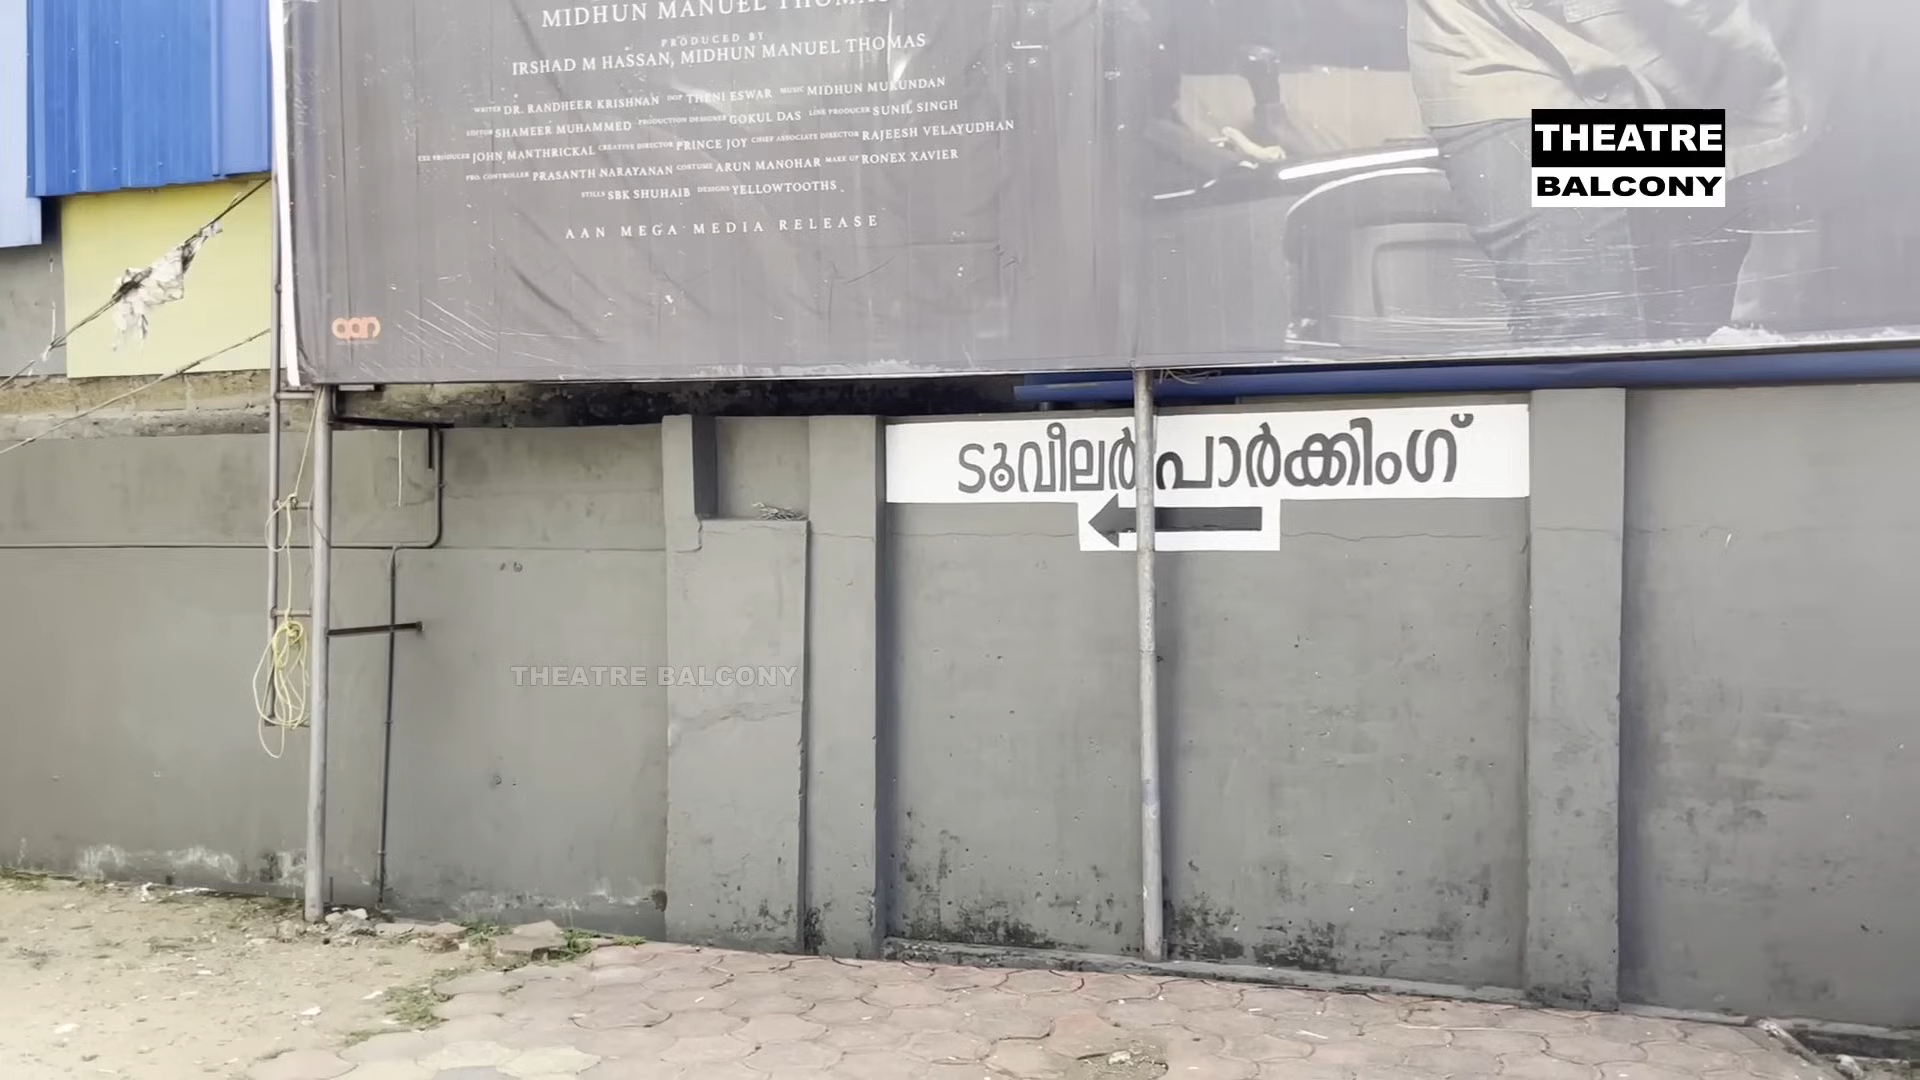 MIDHUN MANUEL THOMAS
PRODUCED BY
IRSHAD M HASSAN, MIDHUN MANUEL THOMAS
WRITER DR. RANDHEER KRISHNAN DOP THENI ESWAR MUSIC MIDHUN MUKUNDAN
EDITOR SHAMEER MUHAMMED PRODUCTION DESIGNER GOKUL DAS LINE PRODUCER SUNIL SINGH
EXE PRODUCER JOHN MANTHRICKAL CREATIVE DIRECTOR PRINCE JOY CHIEF ASSOCIATE DIRECTOR RAJEESH VELAYUDHAN
PRO. CONTROLLER PRASANTH NARAYANAN COSTUME ARUN MANOHAR MAKE UP RONEX XAVIER
STILLS SBK SHUHAIB DESIGNS YELLOWTOOTHS
AAN MEGA MEDIA RELEASE
aan
THEATRE
BALCONY
ടൂവീലർ പാർക്കിംഗ്
THEATRE BALCONY